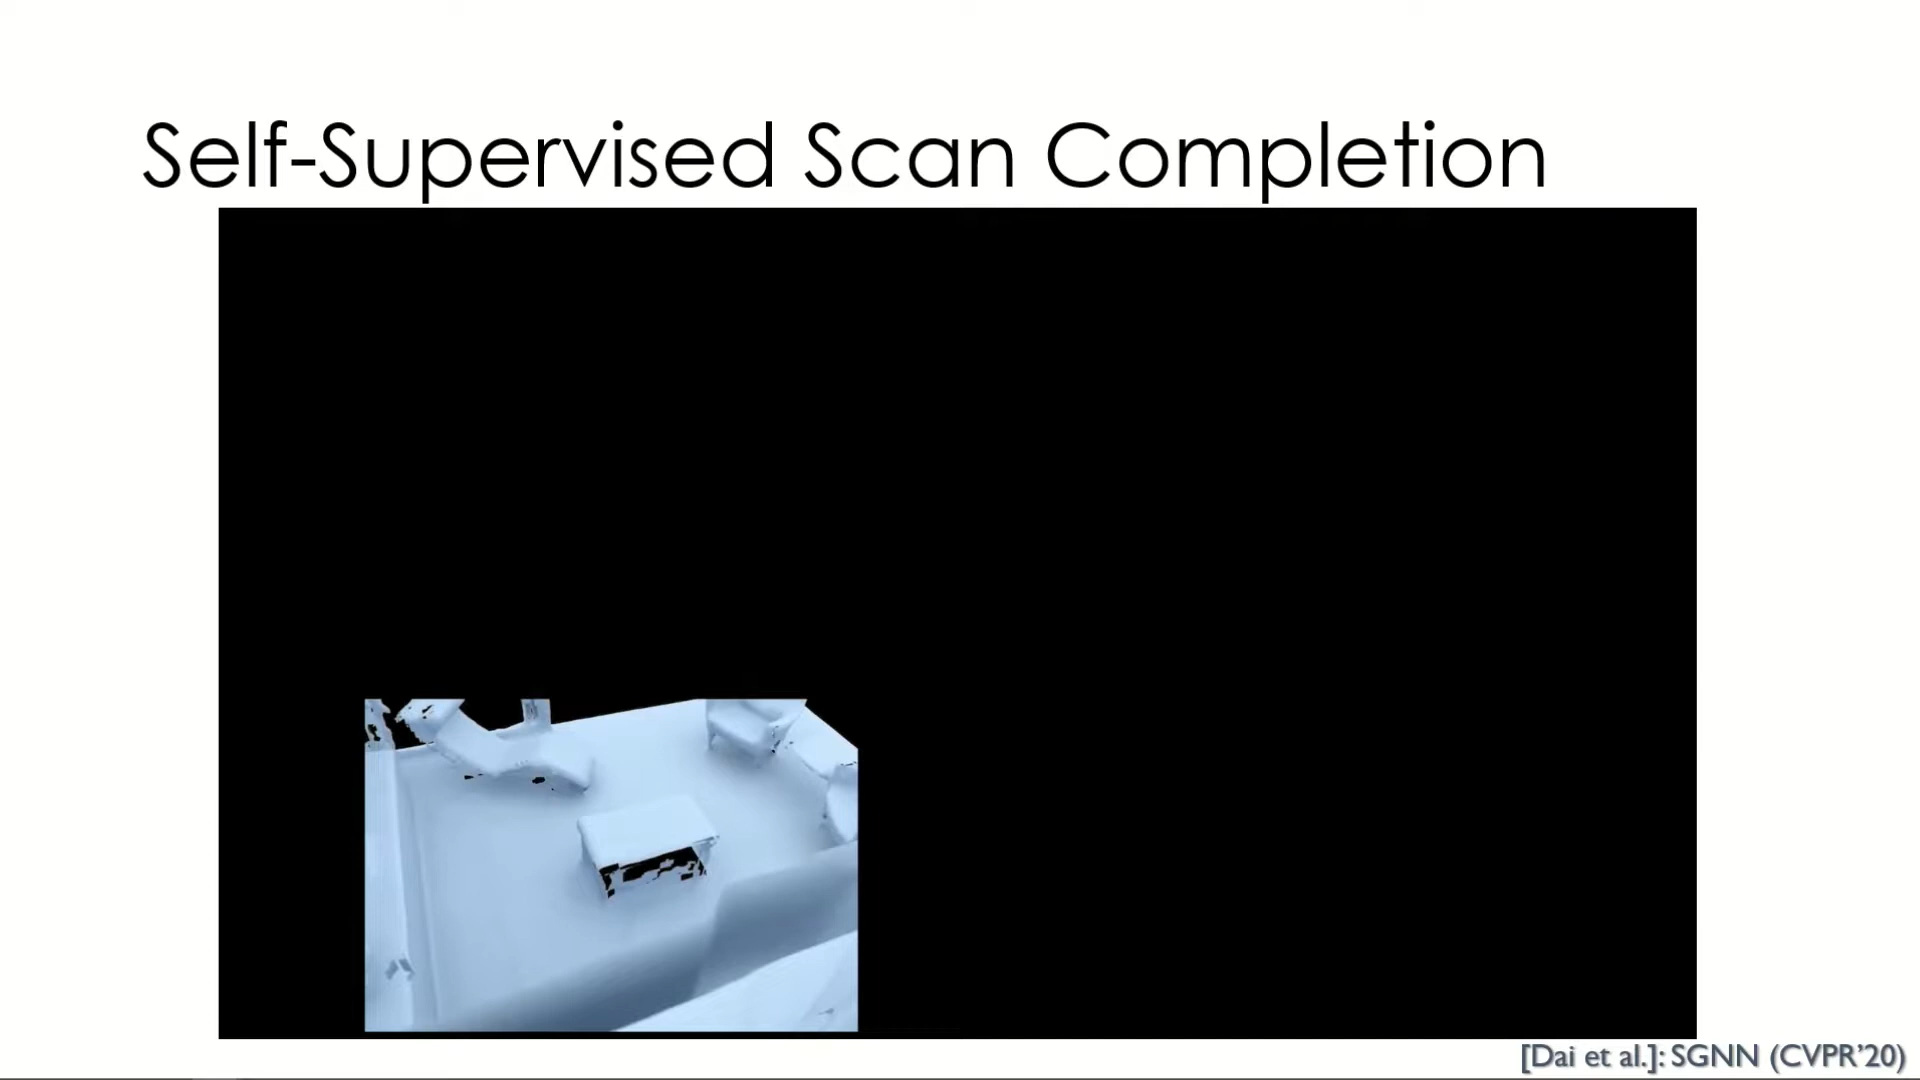 Self-Supervised Scan Completion
[Dai et al.]: SGNN (CVPR’20)